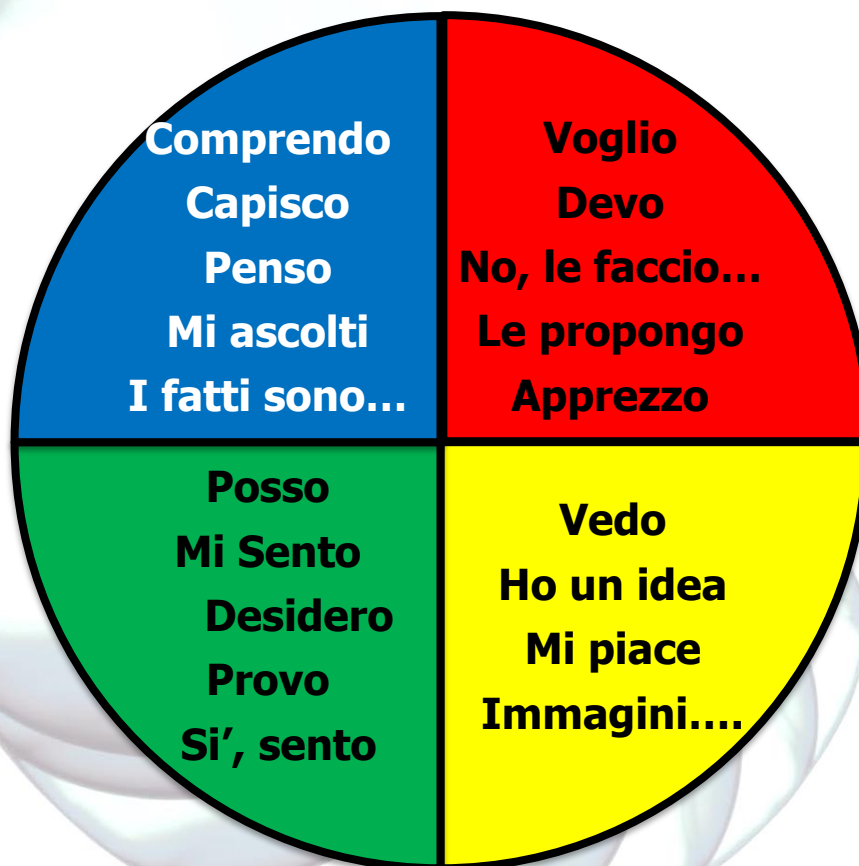 Comprendo
Capisco
Penso
Mi ascolti
I fatti sono...
Voglio
Devo
No, le faccio...
Le propongo
Apprezzo
Posso
Mi Sento
Desidero
Provo
Si’, sento
Vedo
Ho un idea
Mi piace
Immagini....